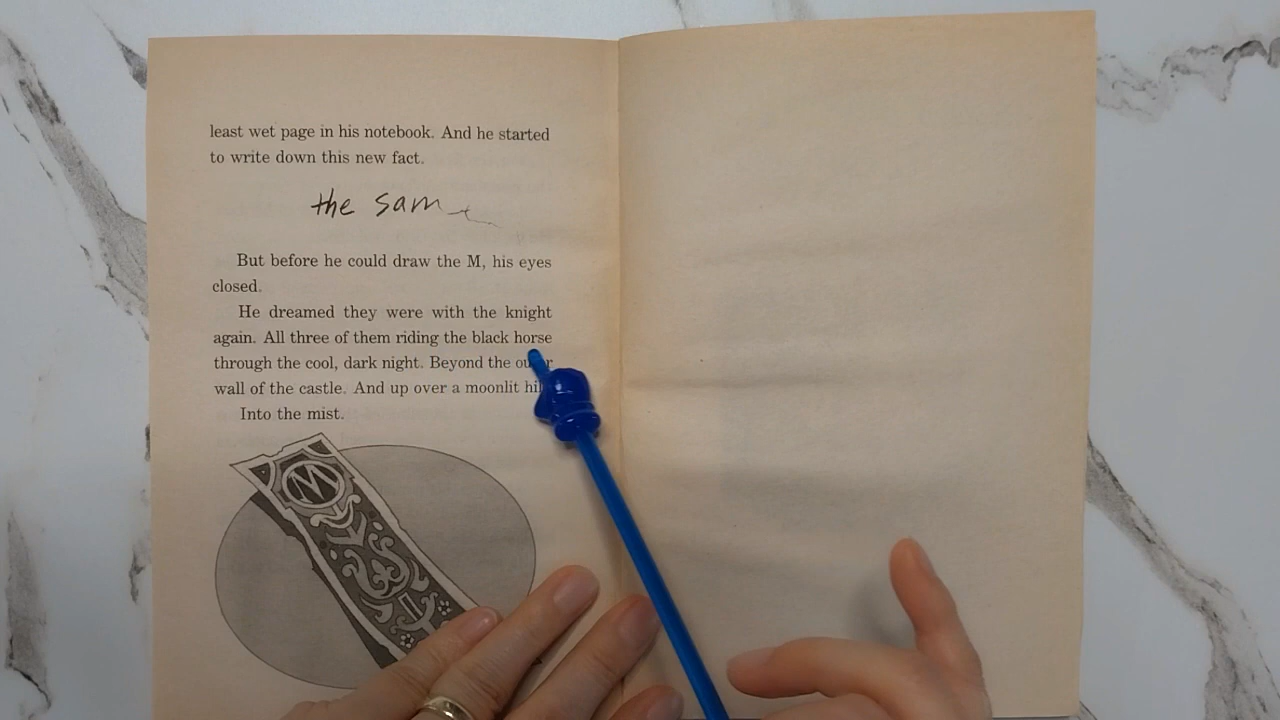 least wet page in his notebook. And he started
to write down this new fact.
the sam
But before he could draw the M, his eyes
closed.
He dreamed they were with the knight
again. All three of them riding the black horse
through the cool, dark night. Beyond the
wall of the castle. And up over a moonlit
Into the mist.
M